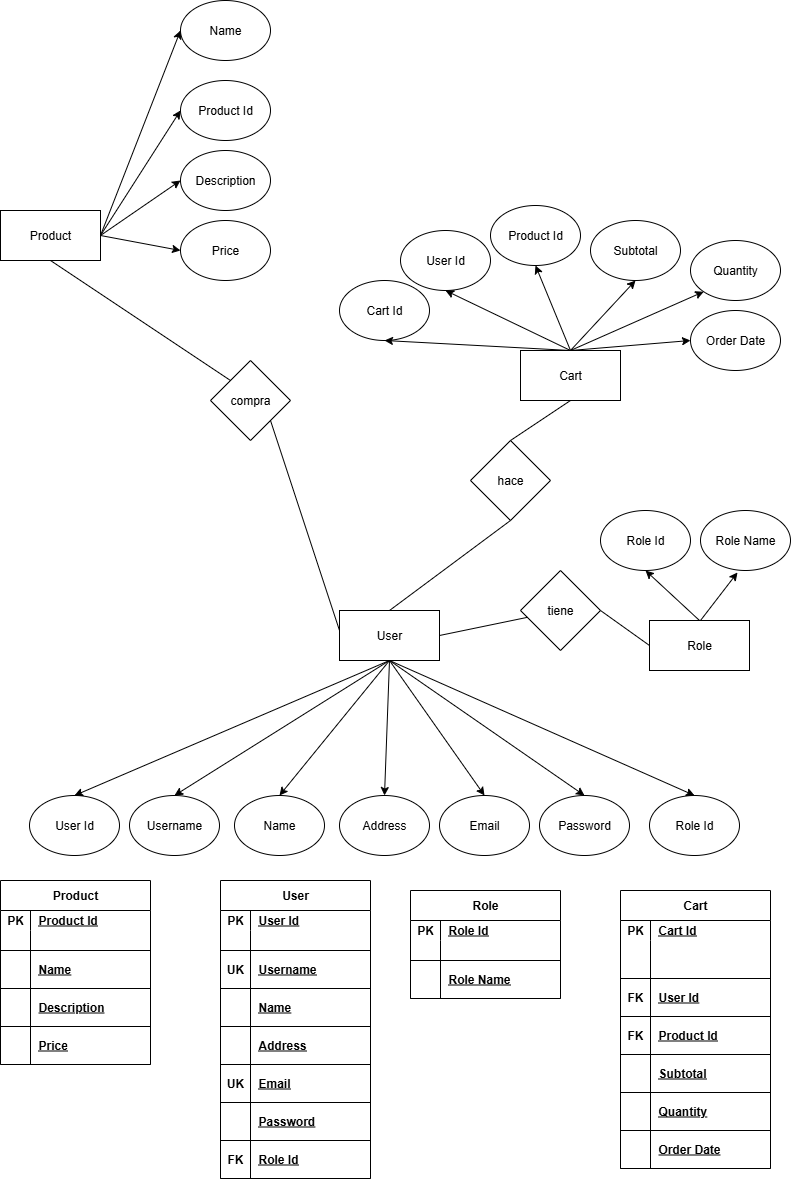 Name
Product Id
Description
Product
Price
Product Id
Subtotal
User Id
Quantity
Cart Id
Order Date
Cart
compra
hace
Role Id
Role Name
tiene
User
Role
User Id
Username
Name
Address
Email
Password
Role Id
Product
PK Product Id
Name
Description
Price
User
PK User Id
UK Username
Name
Address
UK Email
Password
FK Role Id
Role
PK Role Id
Role Name
Cart
PK Cart Id
FK User Id
FK Product Id
Subtotal
Quantity
Order Date